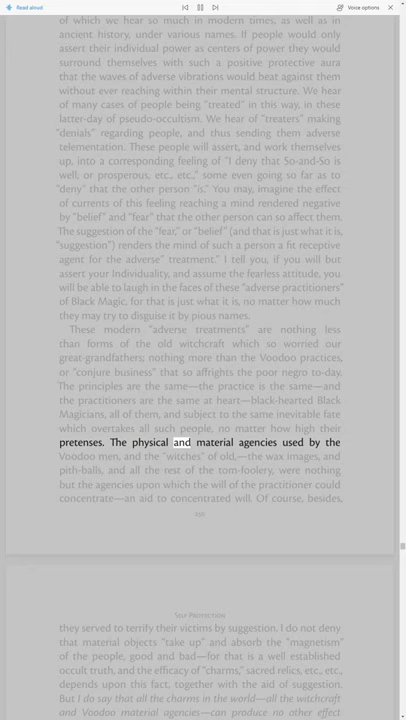 Read aloud
Voice options
of which we hear so much in modern times, as well as in
ancient history, under various names. If people would only
assert their individual power as centers of power they would
surround themselves with such a positive protective aura
that the waves of adverse vibrations would beat against them
without ever reaching within their mental structure. We hear
of many cases of people being "treated" in this way, in these
latter-day of pseudo-occultism. We hear of "treaters" making
"denials" regarding people, and thus sending them adverse
telementation. These people will assert, and work themselves
up, into a corresponding feeling of "I deny that So-and-So is
well, or prosperous, etc., etc.," some even going so far as to
"deny" that the other person "is." You may, imagine the effect
of currents of this feeling reaching a mind rendered negative
by "belief" and "fear" that the other person can so affect them.
The suggestion of the "fear," or "belief" (and that is just what it is,
"suggestion") renders the mind of such a person a fit receptive
agent for the adverse" treatment." I tell you, if you will but
assert your Individuality, and assume the fearless attitude, you
will be able to laugh in the faces of these "adverse practitioners"
of Black Magic, for that is just what it is, no matter how much
they may try to disguise it by pious names.
These modern "adverse treatments" are nothing less
than forms of the old witchcraft which so worried our
great-grandfathers; nothing more than the Voodoo practices,
or "conjure business" that so affrights the poor negro to-day.
The principles are the same—the practice is the same—and
the practitioners are the same at heart—black-hearted Black
Magicians, all of them, and subject to the same inevitable fate
which overtakes all such people, no matter how high their
pretenses. The physical and material agencies used by the
Voodoo men, and the "witches" of old,—the wax images, and
pith-balls, and all the rest of the tom-foolery, were nothing
but the agencies upon which the will of the practitioner could
concentrate—an aid to concentrated will. Of course, besides,
Self Protection
they served to terrify their victims by suggestion. I do not deny
that material objects "take up" and absorb the "magnetism"
of the people, good and bad—for that is a well established
occult truth, and the efficacy of "charms," sacred relics, etc., etc.,
depends upon this fact, together with the aid of suggestion.
But I do say that all the charms in the world—all the witchcraft
and Voodoo material agencies—can produce no other effect